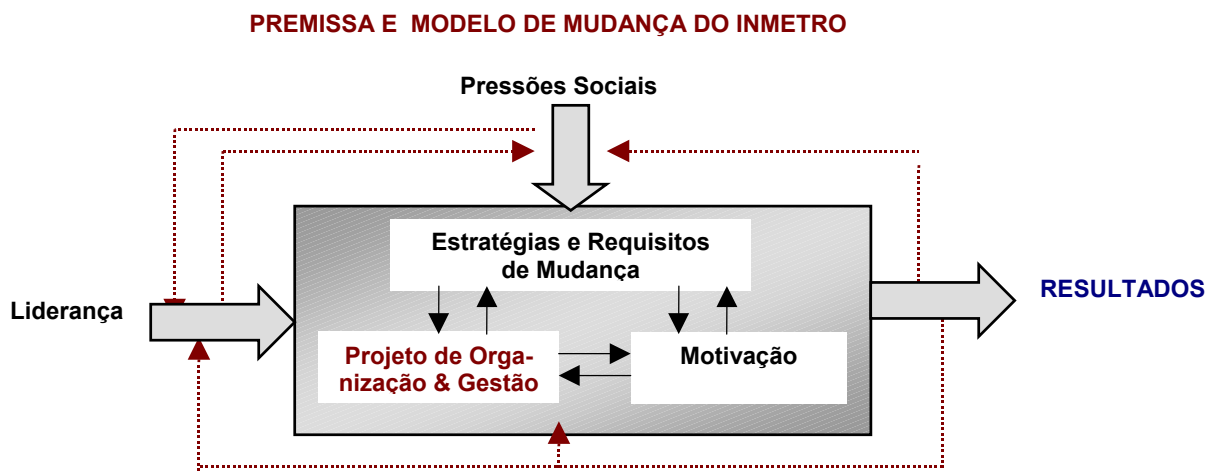 PREMISSA E MODELO DE MUDANÇA DO INMETRO
Pressões Sociais
Estratégias e Requisitos
de Mudança
Liderança
RESULTADOS
Projeto de Orga-
nização & Gestão
Motivação